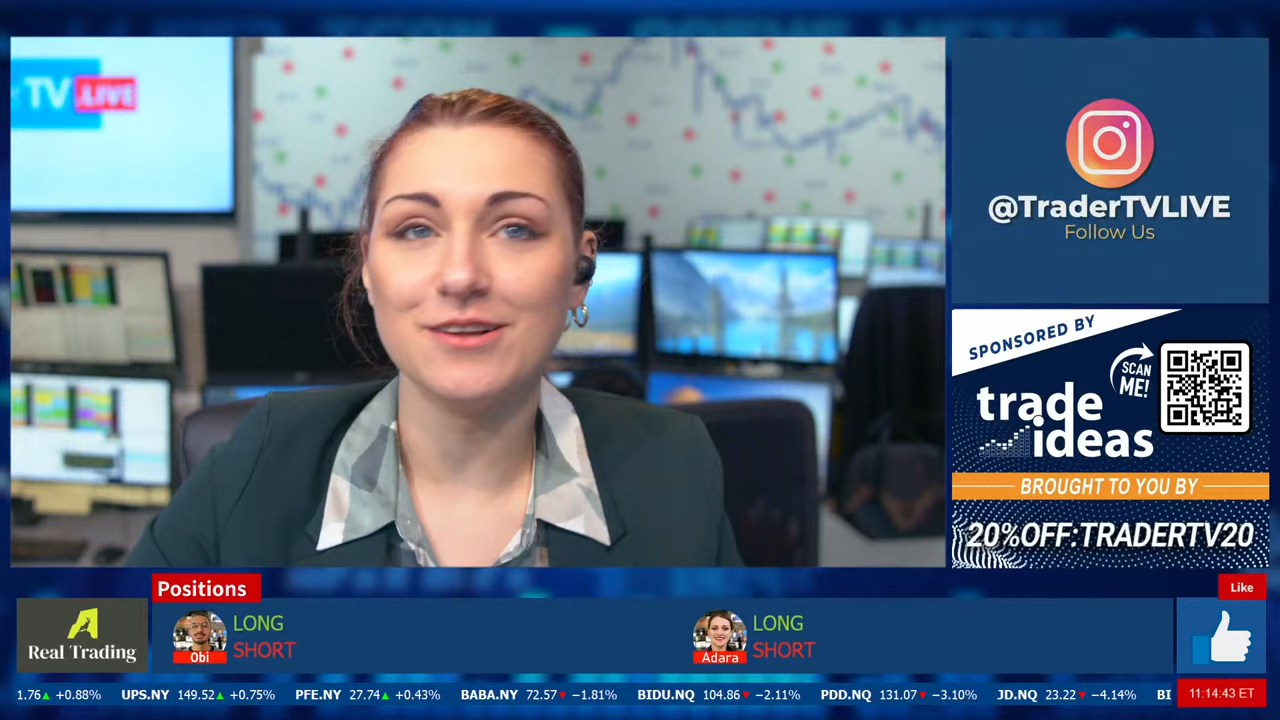 TV .LIVE
@TraderTVLIVE
Follow Us
SPONSORED BY
SCAN
ME!
trade
ideas
BROUGHT TO YOU BY
20%OFF:TRADERTV20
Positions
Like
Real Trading
Obi
LONG
SHORT
Adara
LONG
SHORT
1.76▲ +0.88% UPS.NY 149.52▲ +0.75% PFE.NY 27.74▲ +0.43% BABA.NY 72.57▼ −1.81% BIDU.NQ 104.86▼ −2.11% PDD.NQ 131.07▼ −3.10% JD.NQ 23.22▼ −4.14% BI
11:14:43 ET